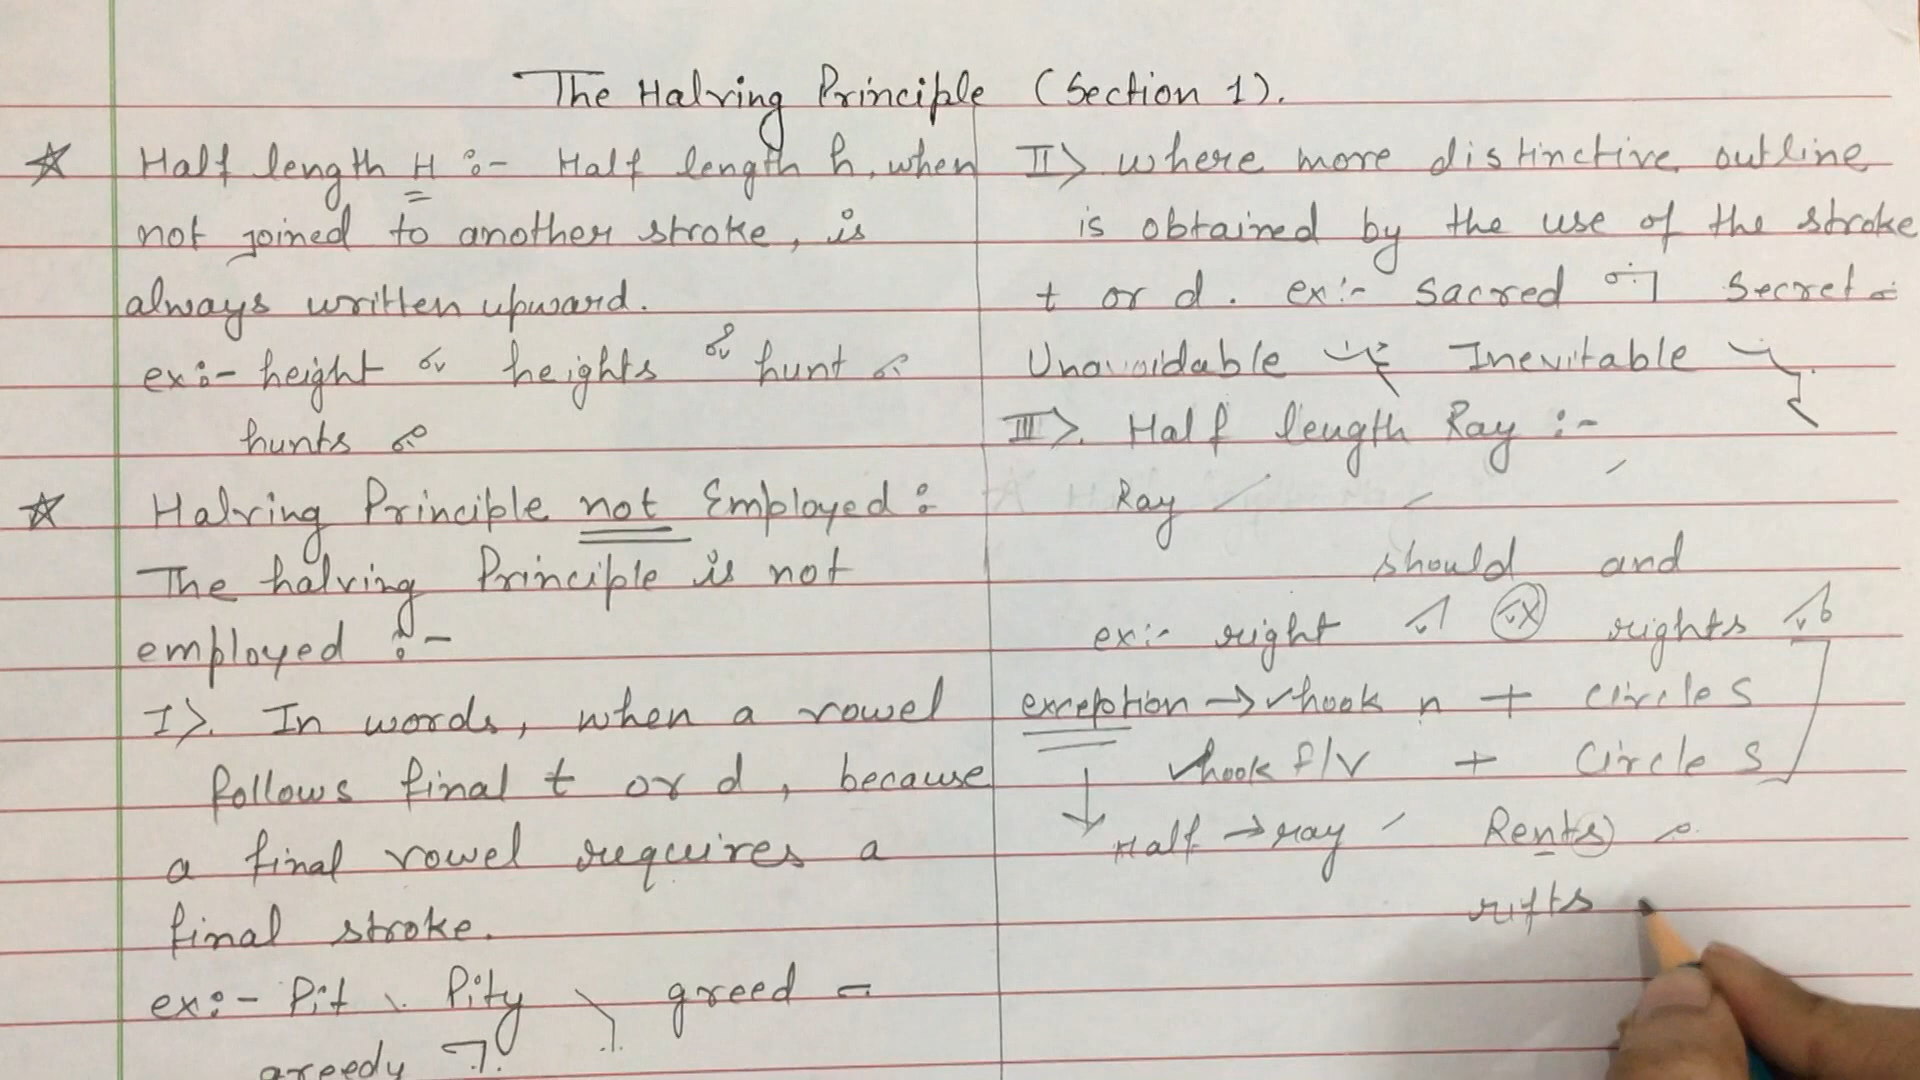 The Halving Principle (Section 1).
☆ Half length H :- Half length h, when
not joined to another stroke, is
always written upward.
ex:- height heights hunt
hunts
☆ Halving Principle not Employed:
The halving Principle is not
employed :-
I>. In words, when a vowel
follows final t or d, because
a final vowel requires a
final stroke.
ex:- Pit Pity greed
greedy
II> where more distinctive outline
is obtained by the use of the stroke
t or d. ex:- Sacred Secret
Unavoidable Inevitable
III>. Half length Ray :-
Ray
should and
ex:- right rights
exception → hook n + circle S
hook f/v + Circle S
Half → ray Rents
rifts